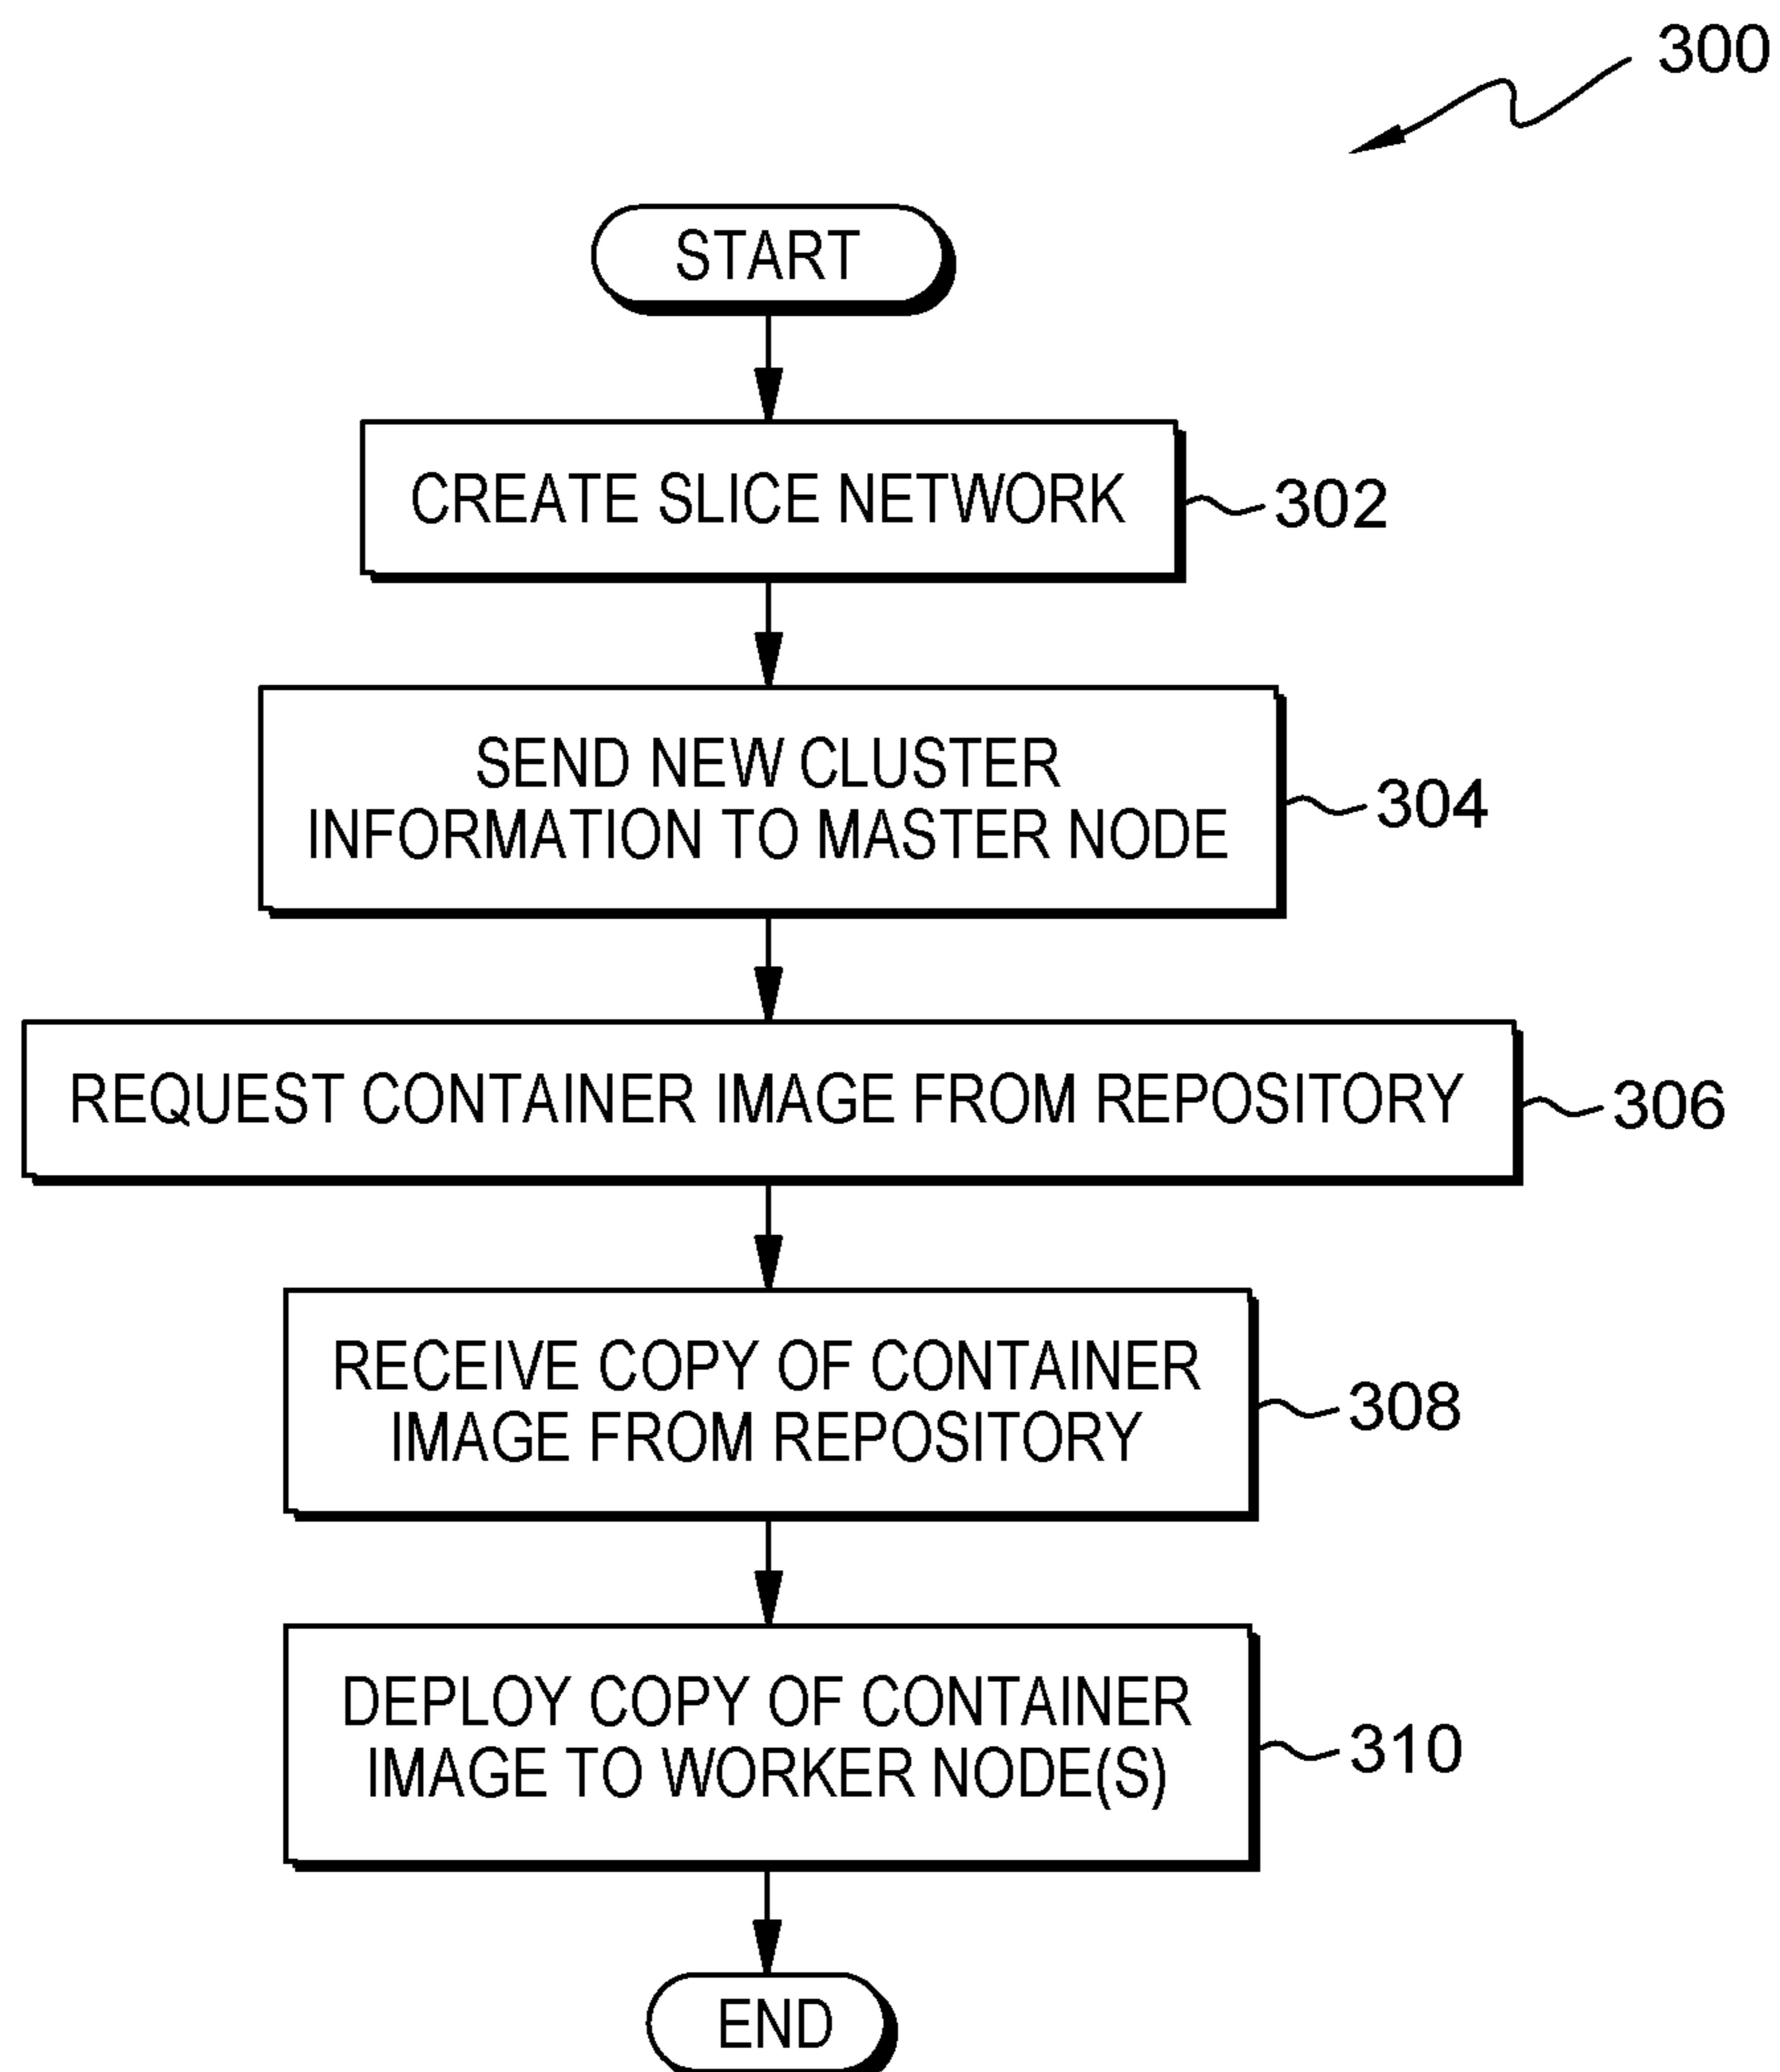 300
START
CREATE SLICE NETWORK
302
SEND NEW CLUSTER
INFORMATION TO MASTER NODE
304
REQUEST CONTAINER IMAGE FROM REPOSITORY
306
RECEIVE COPY OF CONTAINER
IMAGE FROM REPOSITORY
308
DEPLOY COPY OF CONTAINER
IMAGE TO WORKER NODE(S)
310
END